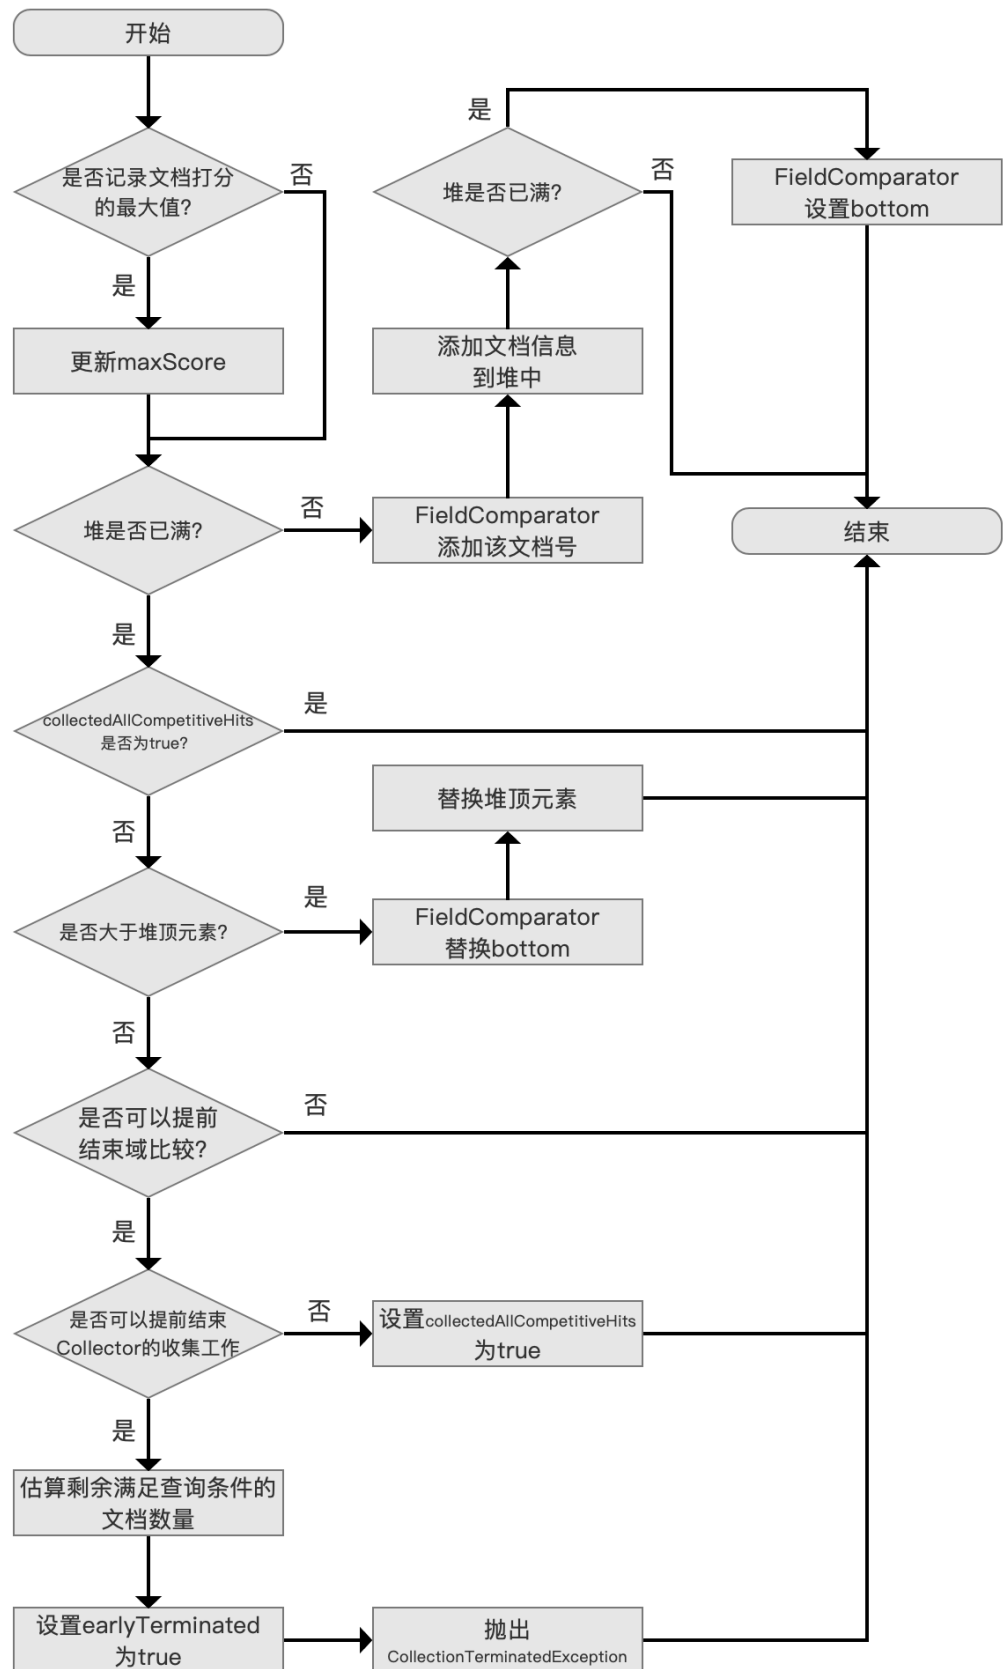 开始
是否记录文档打分
的最大值?
否
是
更新maxScore
堆是否已满?
否
FieldComparator
添加该文档号
添加文档信息
到堆中
堆是否已满?
是
否
FieldComparator
设置bottom
结束
是
collectedAllCompetitiveHits
是否为true?
是
否
是否大于堆顶元素?
是
FieldComparator
替换bottom
替换堆顶元素
否
是否可以提前
结束域比较?
否
是
是否可以提前结束
Collector的收集工作
否
设置collectedAllCompetitiveHits
为true
是
估算剩余满足查询条件的
文档数量
设置earlyTerminated
为true
抛出
CollectionTerminatedException